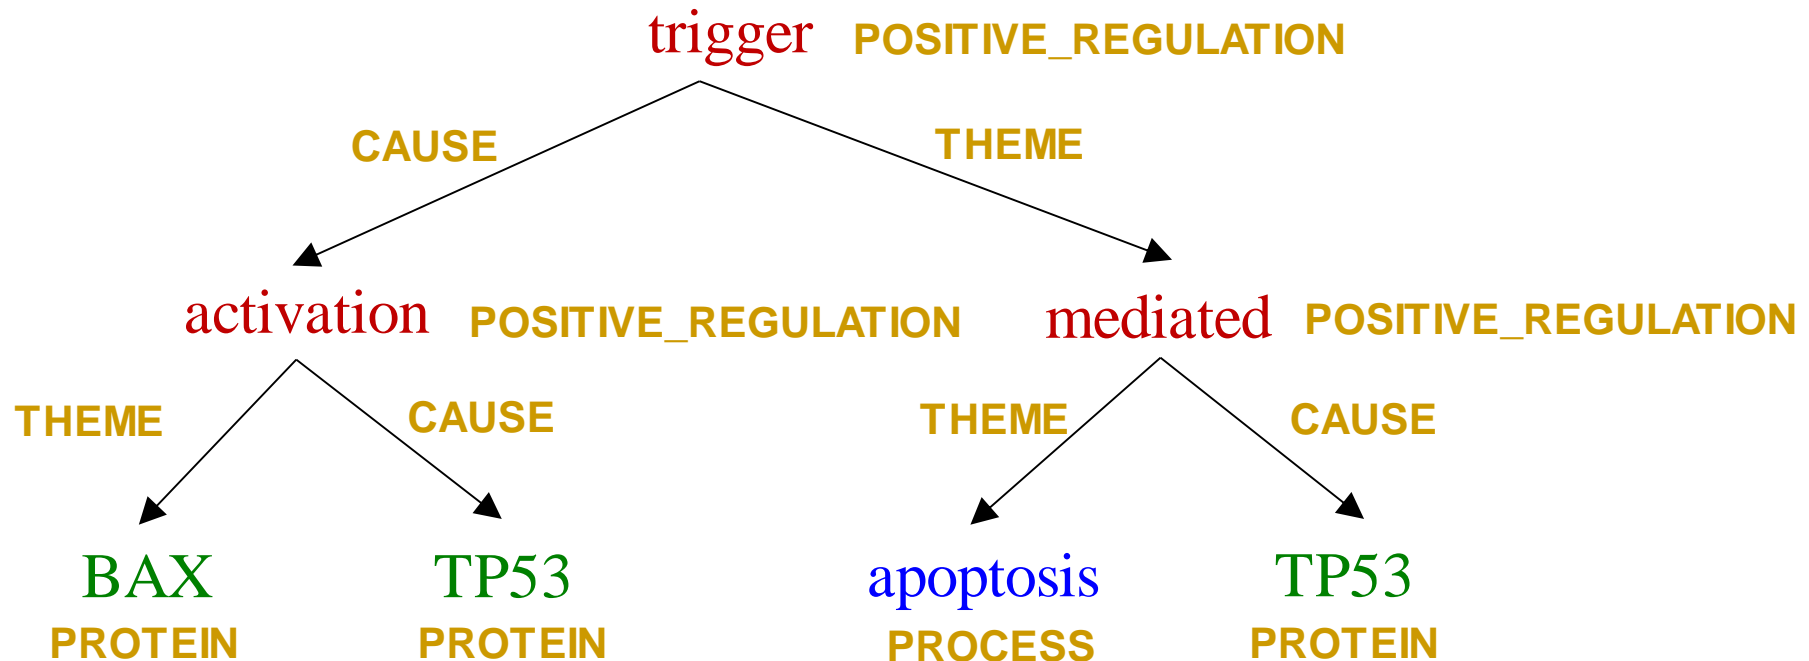 trigger POSITIVE_REGULATION
CAUSE THEME
activation POSITIVE_REGULATION mediated POSITIVE_REGULATION
THEME CAUSE THEME CAUSE
BAX TP53 apoptosis TP53
PROTEIN PROTEIN PROCESS PROTEIN